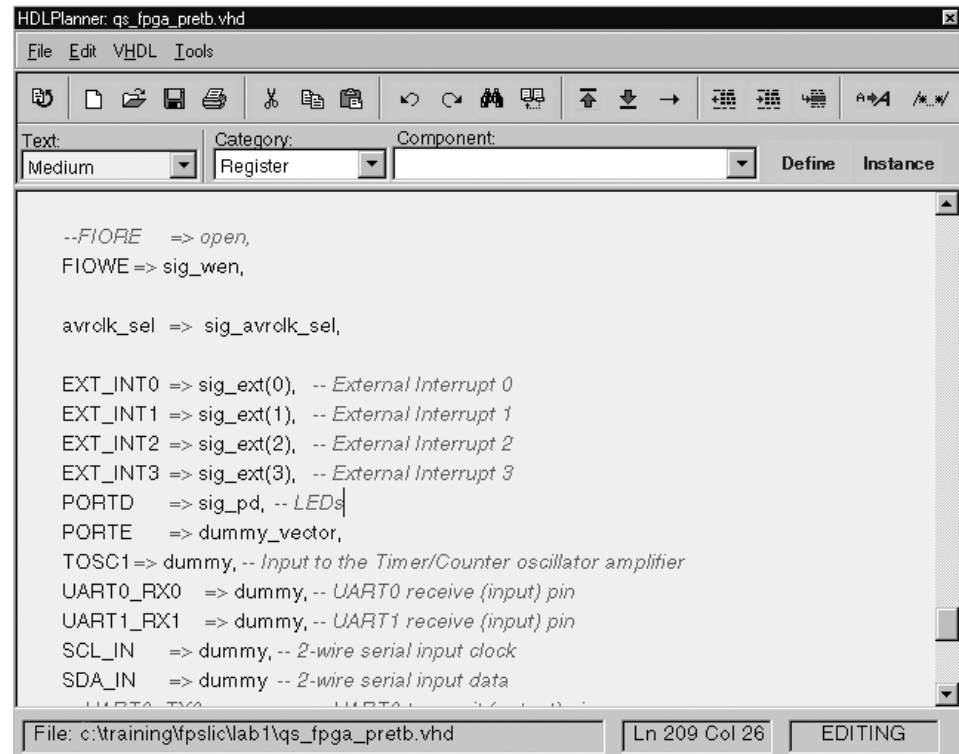 HDLPlanner: qs_fpga_pretb.vhd
File Edit VHDL Tools
A➔A /*..*/
Text: Category: Component:
Medium Register Define Instance
--FIORE => open,
FIOWE => sig_wen,
avrclk_sel => sig_avrclk_sel,
EXT_INT0 => sig_ext(0), -- External Interrupt 0
EXT_INT1 => sig_ext(1), -- External Interrupt 1
EXT_INT2 => sig_ext(2), -- External Interrupt 2
EXT_INT3 => sig_ext(3), -- External Interrupt 3
PORTD => sig_pd, -- LEDs
PORTE => dummy_vector,
TOSC1 => dummy, -- Input to the Timer/Counter oscillator amplifier
UART0_RX0 => dummy, -- UART0 receive (input) pin
UART1_RX1 => dummy, -- UART1 receive (input) pin
SCL_IN => dummy, -- 2-wire serial input clock
SDA_IN => dummy -- 2-wire serial input data
File: c:\training\fpslic\lab1\qs_fpga_pretb.vhd Ln 209 Col 26 EDITING